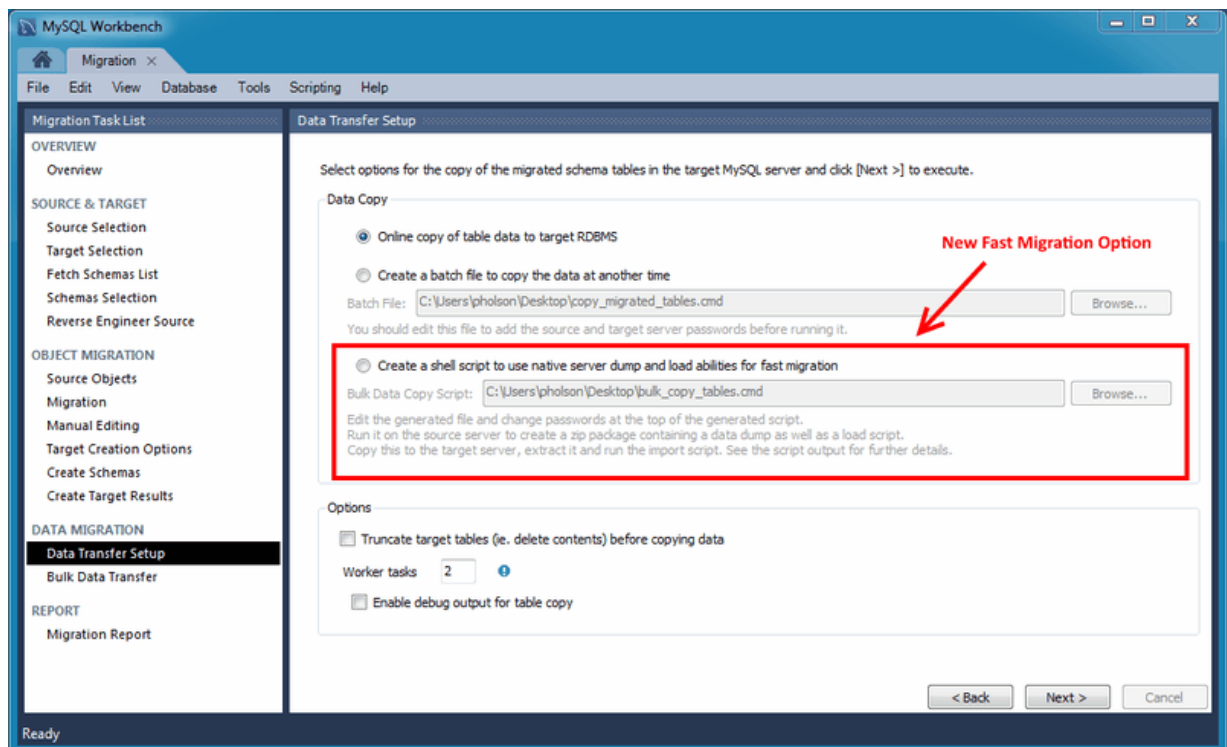 MySQL Workbench
Migration ×
File Edit View Database Tools Scripting Help
Migration Task List
OVERVIEW
Overview
SOURCE & TARGET
Source Selection
Target Selection
Fetch Schemas List
Schemas Selection
Reverse Engineer Source
OBJECT MIGRATION
Source Objects
Migration
Manual Editing
Target Creation Options
Create Schemas
Create Target Results
DATA MIGRATION
Data Transfer Setup
Bulk Data Transfer
REPORT
Migration Report
Data Transfer Setup
Select options for the copy of the migrated schema tables in the target MySQL server and click [Next >] to execute.
Data Copy
Online copy of table data to target RDBMS
New Fast Migration Option
Create a batch file to copy the data at another time
Batch File: C:\Users\pholson\Desktop\copy_migrated_tables.cmd Browse...
You should edit this file to add the source and target server passwords before running it.
Create a shell script to use native server dump and load abilities for fast migration
Bulk Data Copy Script: C:\Users\pholson\Desktop\bulk_copy_tables.cmd Browse...
Edit the generated file and change passwords at the top of the generated script.
Run it on the source server to create a zip package containing a data dump as well as a load script.
Copy this to the target server, extract it and run the import script. See the script output for further details.
Options
Truncate target tables (ie. delete contents) before copying data
Worker tasks 2
Enable debug output for table copy
< Back Next > Cancel
Ready